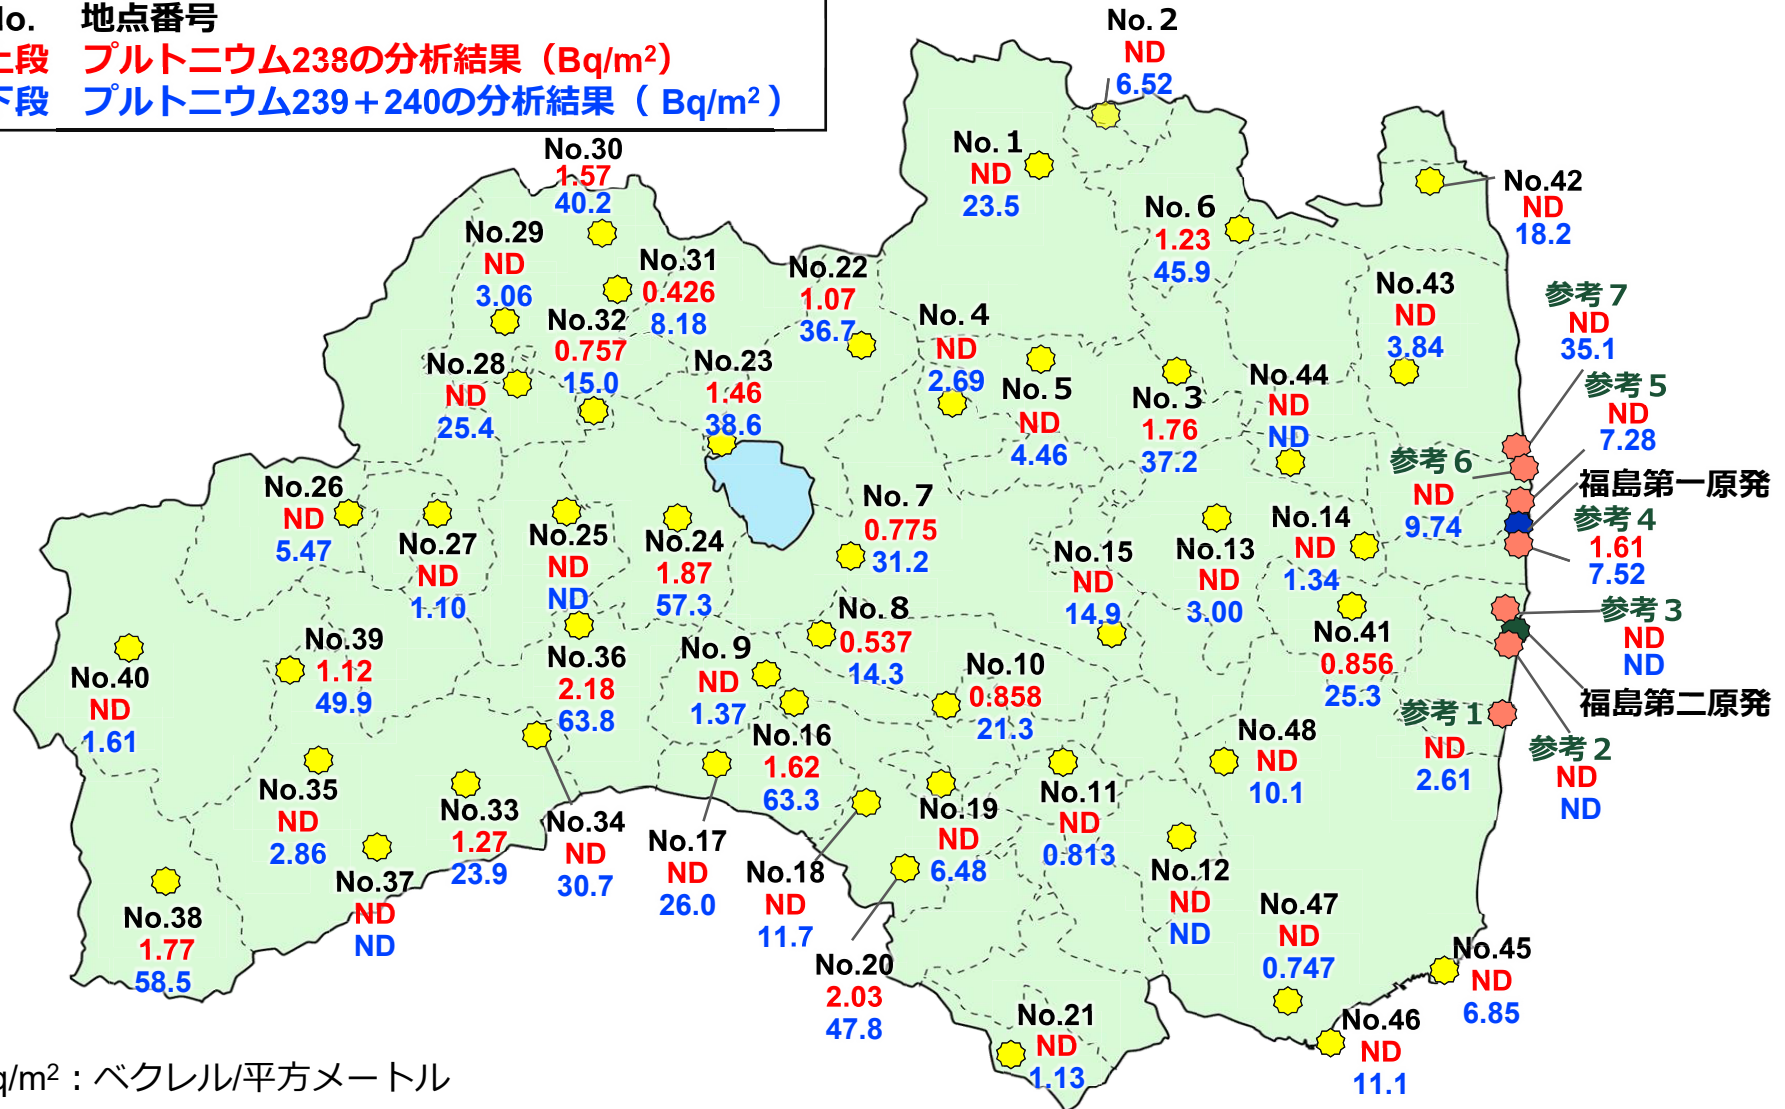 No. 地点番号
上段 プルトニウム238の分析結果（Bq/m²）
下段 プルトニウム239＋240の分析結果（ Bq/m² ）
No. 2
ND
6.52
No. 1
ND
23.5
No.30
1.57
40.2
No.42
ND
18.2
No. 6
1.23
45.9
No.29
ND
3.06
No.31
0.426
8.18
No.22
1.07
36.7
No.43
ND
3.84
参考７
ND
35.1
No.32
0.757
15.0
No. 4
ND
2.69
No.28
ND
25.4
No.23
1.46
38.6
No. 5
ND
4.46
No. 3
1.76
37.2
No.44
ND
ND
参考５
ND
7.28
参考６
ND
9.74
福島第一原発
参考４
1.61
7.52
No.26
ND
5.47
No.27
ND
1.10
No.25
ND
ND
No.24
1.87
57.3
No. 7
0.775
31.2
No.15
ND
14.9
No.13
ND
3.00
No.14
ND
1.34
参考３
ND
ND
No.40
ND
1.61
No.39
1.12
49.9
No.36
2.18
63.8
No. 9
ND
1.37
No. 8
0.537
14.3
No.10
0.858
21.3
No.41
0.856
25.3
福島第二原発
参考１
ND
2.61
参考２
ND
ND
No.16
1.62
63.3
No.48
ND
10.1
No.35
ND
2.86
No.33
1.27
23.9
No.34
ND
30.7
No.17
ND
26.0
No.18
ND
11.7
No.19
ND
6.48
No.11
ND
0.813
No.12
ND
ND
No.37
ND
ND
No.38
1.77
58.5
No.20
2.03
47.8
No.47
ND
0.747
No.45
ND
6.85
No.21
ND
1.13
No.46
ND
11.1
q/m²：ベクレル/平方メートル